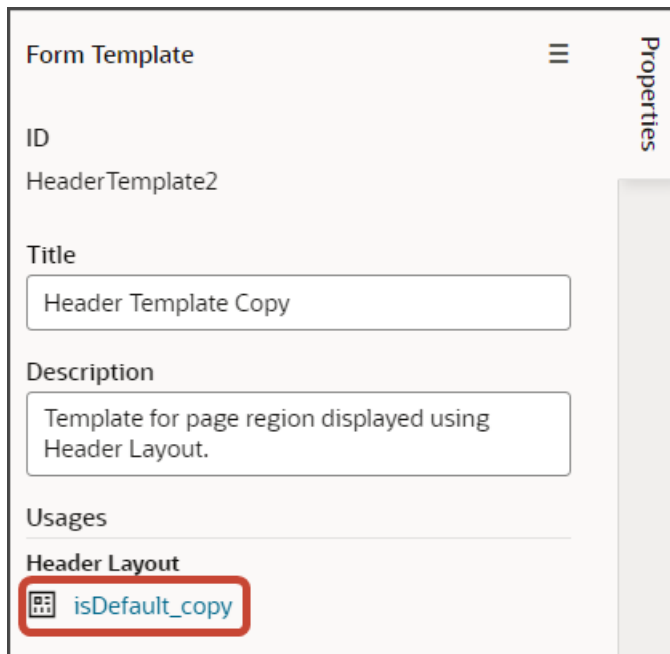 Form Template
Properties
ID
HeaderTemplate2
Title
Header Template Copy
Description
Template for page region displayed using
Header Layout.
Usages
Header Layout
isDefault_copy